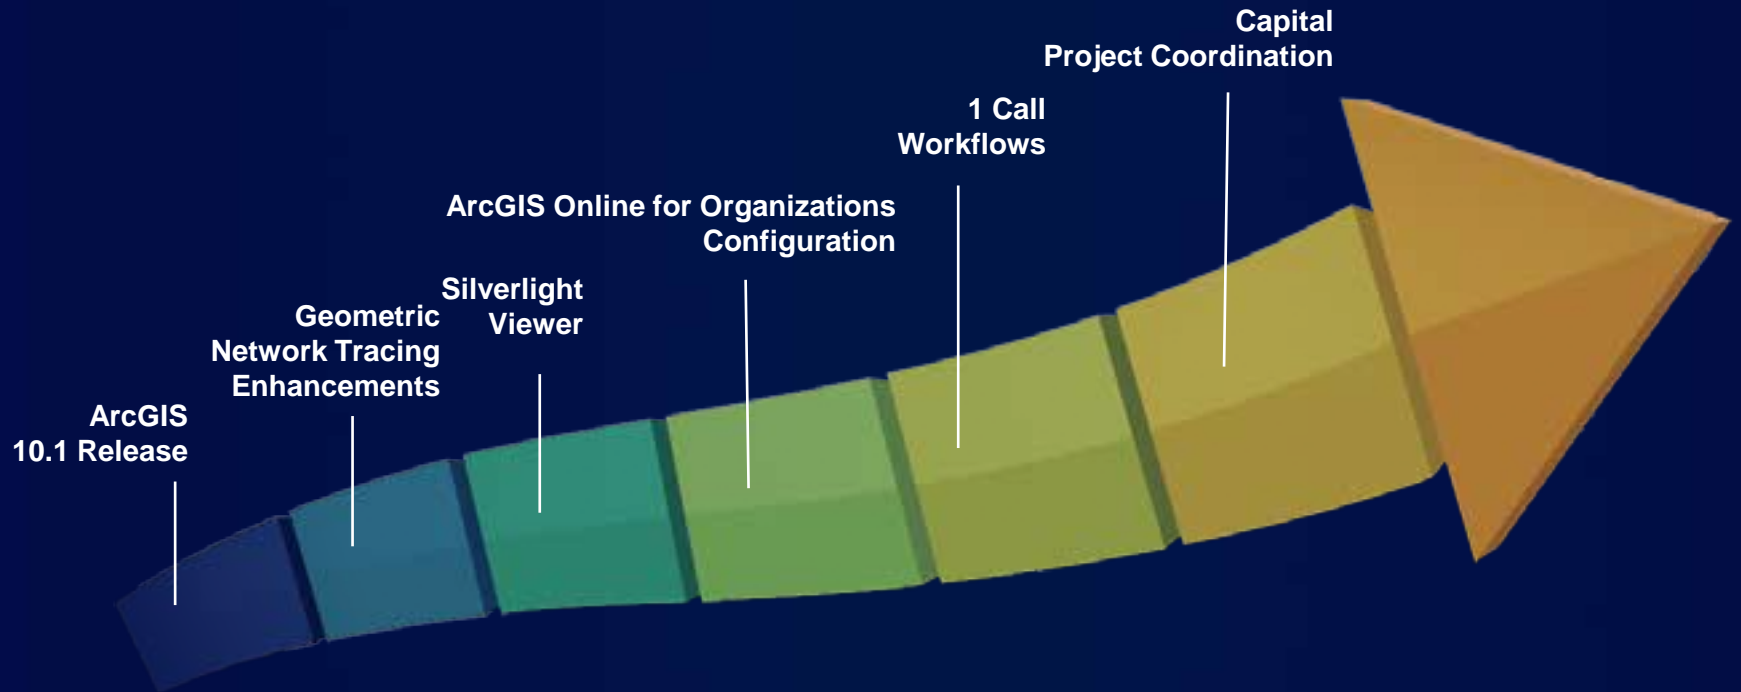 ArcGIS
10.1 Release
Geometric
Network Tracing
Enhancements
Silverlight
Viewer
ArcGIS Online for Organizations
Configuration
1 Call
Workflows
Capital
Project Coordination